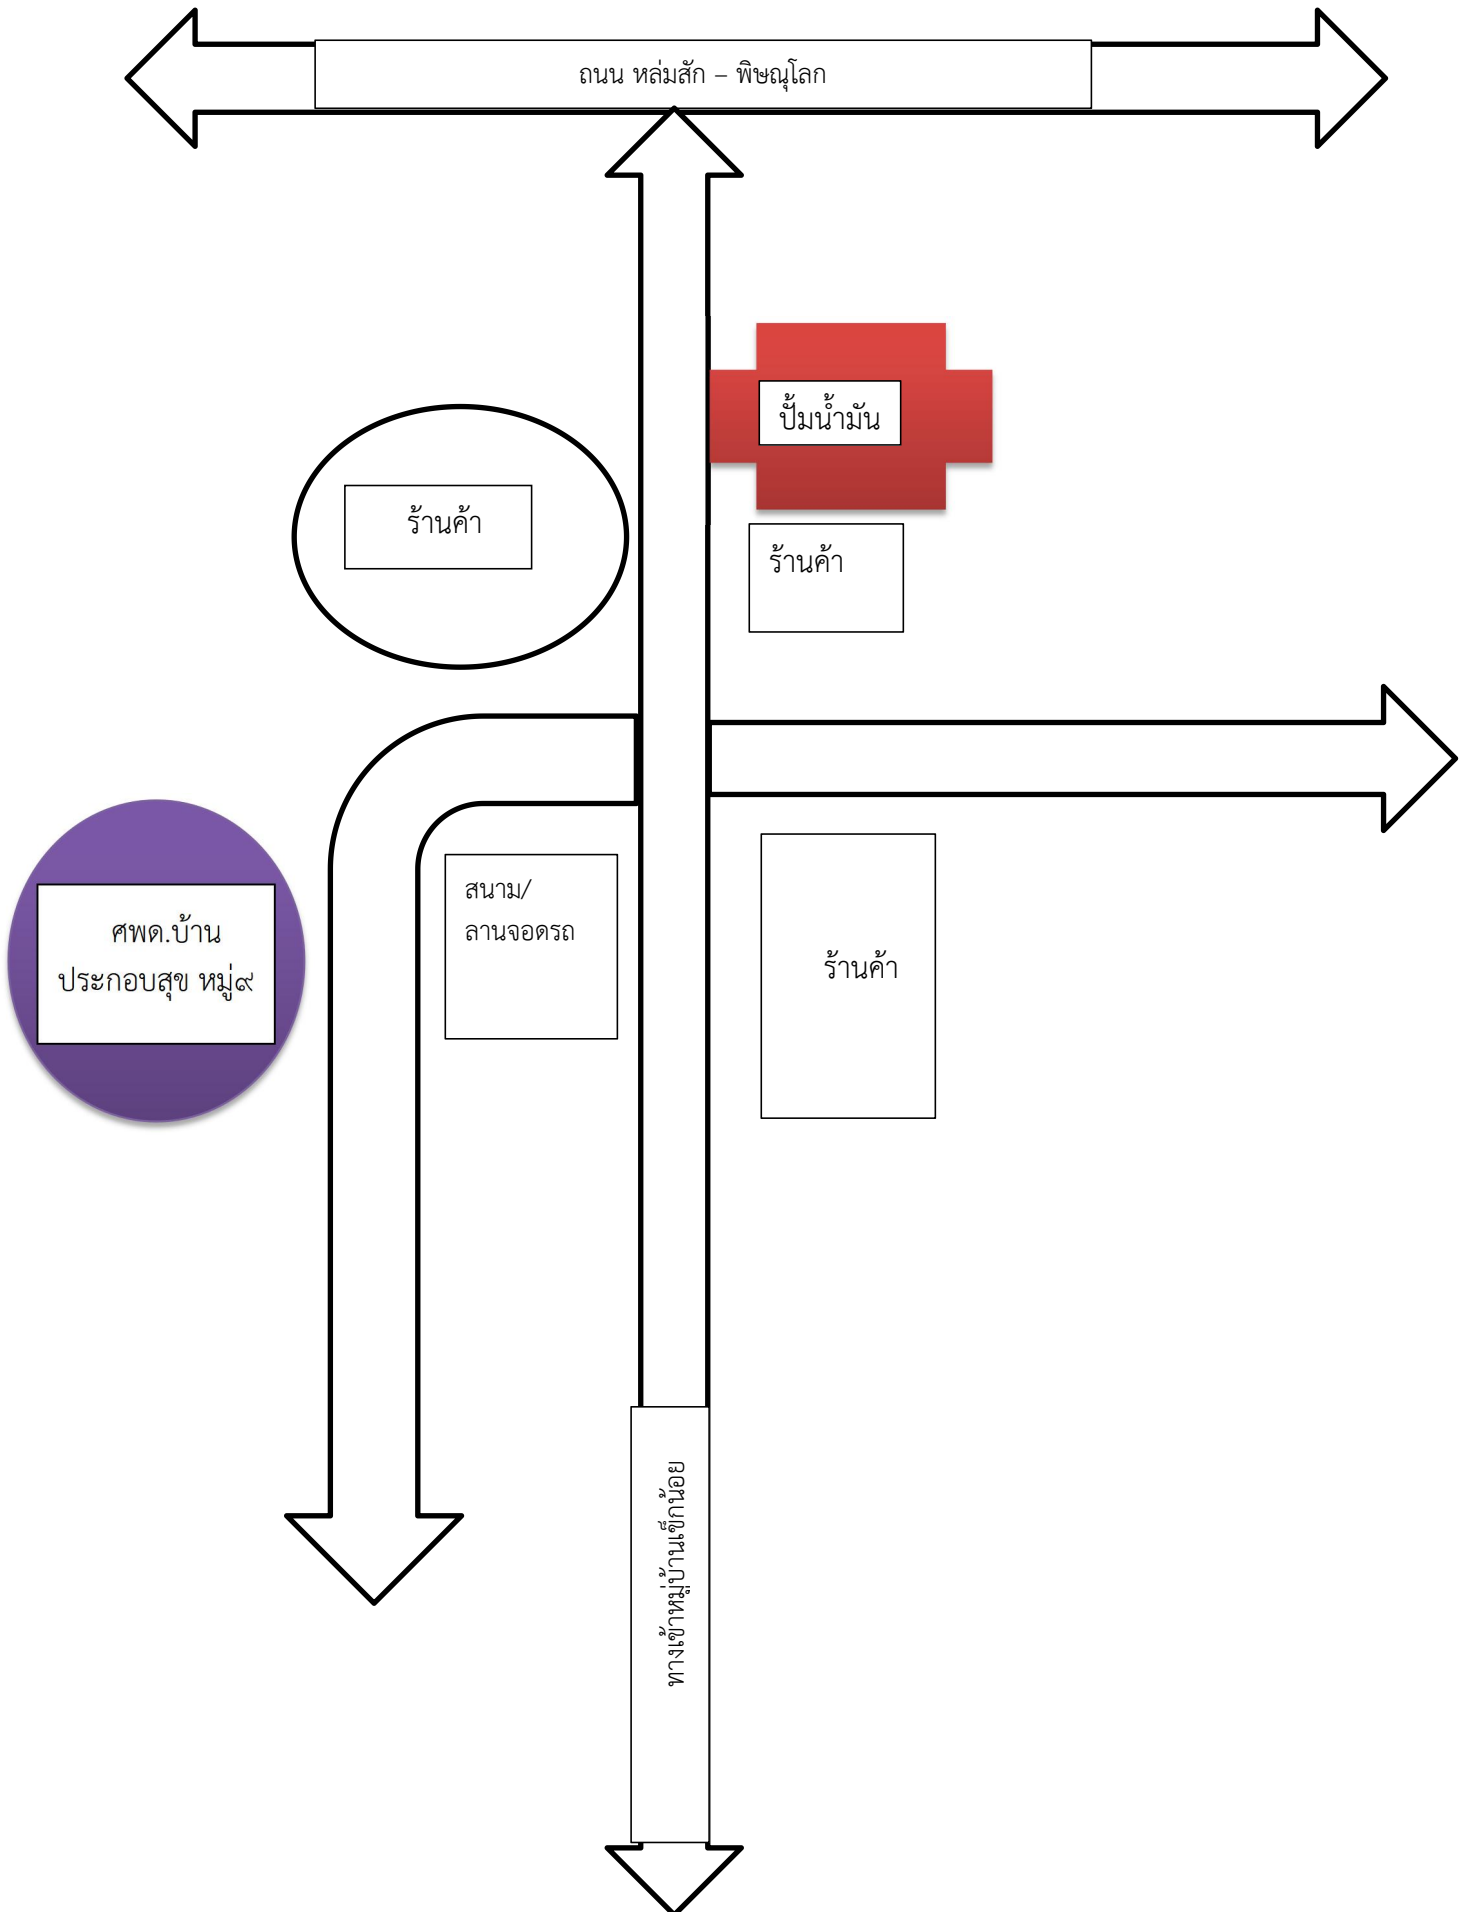 ถนน หล่มสัก – พิษณุโลก
ปั้มน้ำมัน
ร้านค้า
ร้านค้า
สนาม/
ลานจอดรถ
ศพด.บ้าน
ประกอบสุข หมู่๙
ร้านค้า
ทางเข้าหมู่บ้านเข็กน้อย